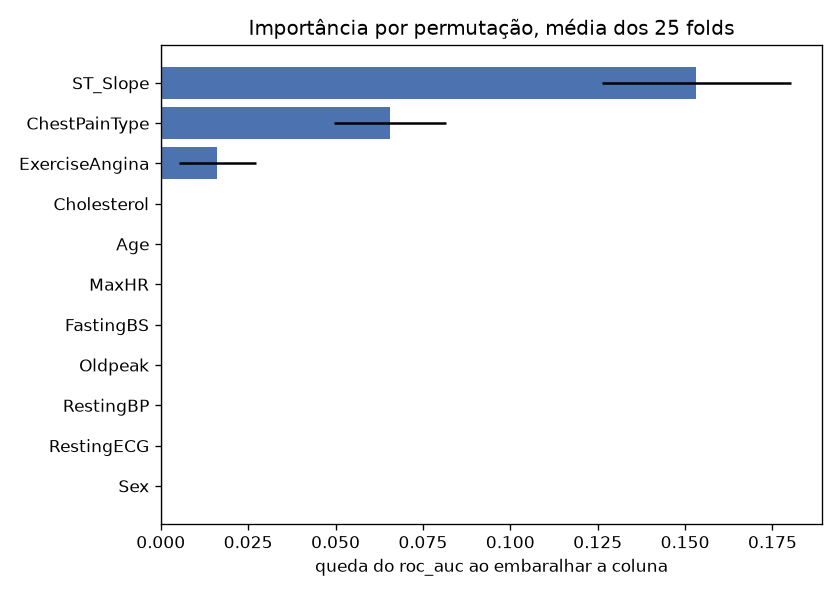 Importância por permutação, média dos 25 folds
ST_Slope
ChestPainType
ExerciseAngina
Cholesterol
Age
MaxHR
FastingBS
Oldpeak
RestingBP
RestingECG
Sex
0.000 0.025 0.050 0.075 0.100 0.125 0.150 0.175
queda do roc_auc ao embaralhar a coluna